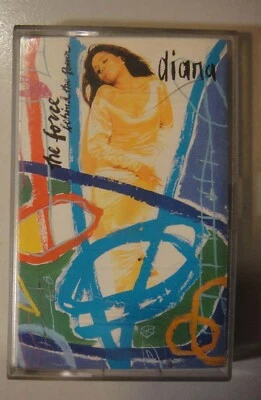 diana
the force
behind the power